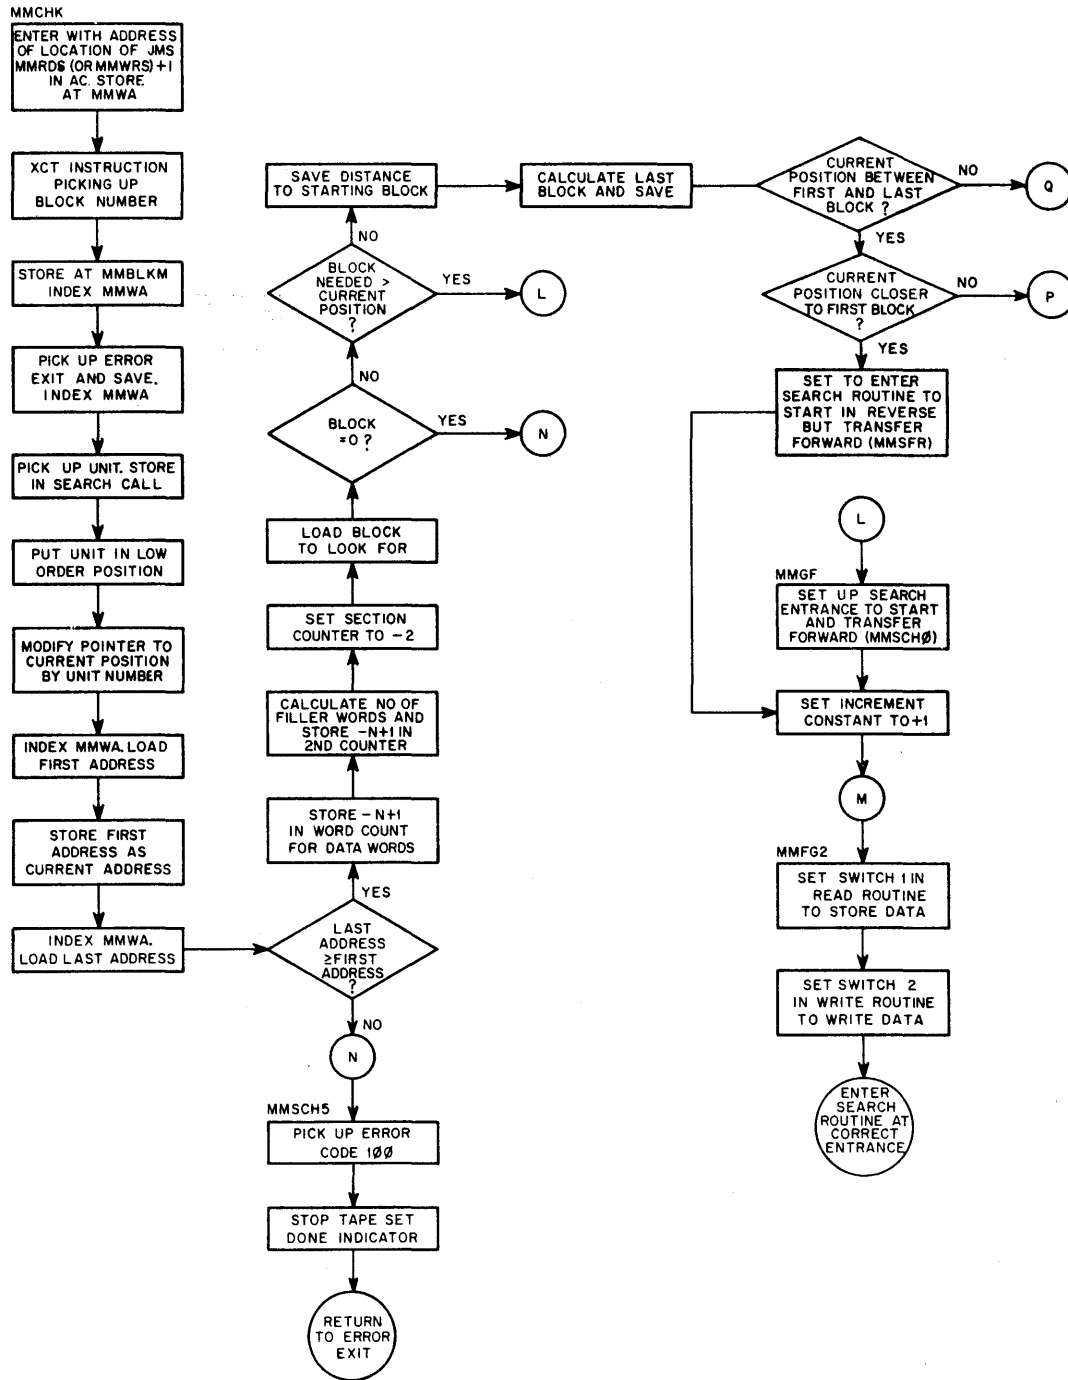 MMCHK
ENTER WITH ADDRESS
OF LOCATION OF JMS
MMRDS (OR MMWRS)+1
IN AC. STORE
AT MMWA
XCT INSTRUCTION
PICKING UP
BLOCK NUMBER
STORE AT MMBLKM
INDEX MMWA
PICK UP ERROR
EXIT AND SAVE.
INDEX MMWA
PICK UP UNIT. STORE
IN SEARCH CALL
PUT UNIT IN LOW
ORDER POSITION
MODIFY POINTER TO
CURRENT POSITION
BY UNIT NUMBER
INDEX MMWA. LOAD
FIRST ADDRESS
STORE FIRST
ADDRESS AS
CURRENT ADDRESS
INDEX MMWA.
LOAD LAST ADDRESS
SAVE DISTANCE
TO STARTING BLOCK
NO
BLOCK
NEEDED >
CURRENT
POSITION
?
YES
L
NO
BLOCK
=0 ?
YES
N
LOAD BLOCK
TO LOOK FOR
SET SECTION
COUNTER TO -2
CALCULATE NO OF
FILLER WORDS AND
STORE -N+1 IN
2ND COUNTER
STORE -N+1
IN WORD COUNT
FOR DATA WORDS
YES
LAST
ADDRESS
≥FIRST
ADDRESS
?
NO
N
MMSCH5
PICK UP ERROR
CODE 1ØØ
STOP TAPE SET
DONE INDICATOR
RETURN
TO ERROR
EXIT
CALCULATE LAST
BLOCK AND SAVE
CURRENT
POSITION BETWEEN
FIRST AND LAST
BLOCK ?
NO
Q
YES
CURRENT
POSITION CLOSER
TO FIRST BLOCK
?
NO
P
YES
SET TO ENTER
SEARCH ROUTINE TO
START IN REVERSE
BUT TRANSFER
FORWARD (MMSFR)
L
MMGF
SET UP SEARCH
ENTRANCE TO START
AND TRANSFER
FORWARD (MMSCHØ)
SET INCREMENT
CONSTANT TO+1
M
MMFG2
SET SWITCH 1 IN
READ ROUTINE
TO STORE DATA
SET SWITCH 2
IN WRITE ROUTINE
TO WRITE DATA
ENTER
SEARCH
ROUTINE AT
CORRECT
ENTRANCE